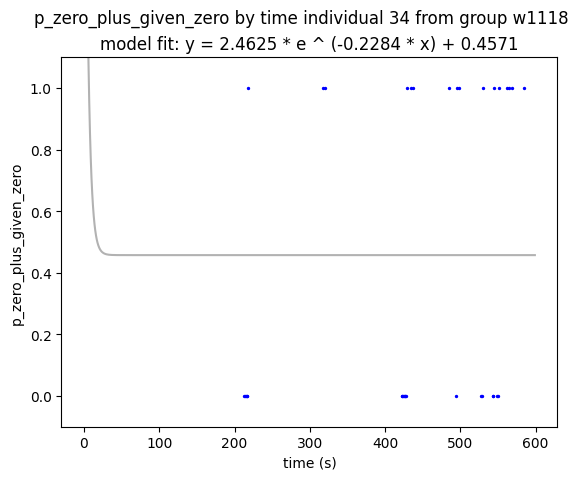 p_zero_plus_given_zero by time individual 34 from group w1118
model fit: y = 2.4625 * e ^ (-0.2284 * x) + 0.4571
1.0
0.8
0.6
0.4
0.2
0.0
p_zero_plus_given_zero
0 100 200 300 400 500 600
time (s)